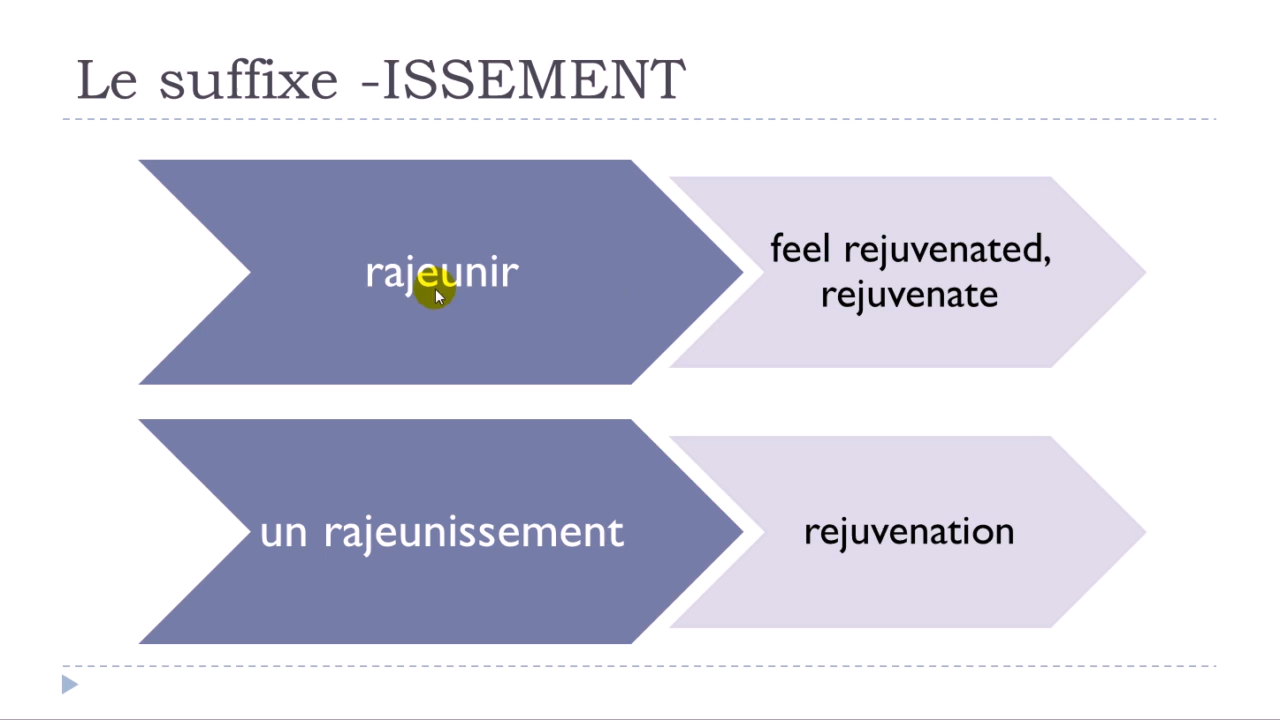 Le suffixe -ISSEMENT
rajeunir
feel rejuvenated,
rejuvenate
un rajeunissement
rejuvenation